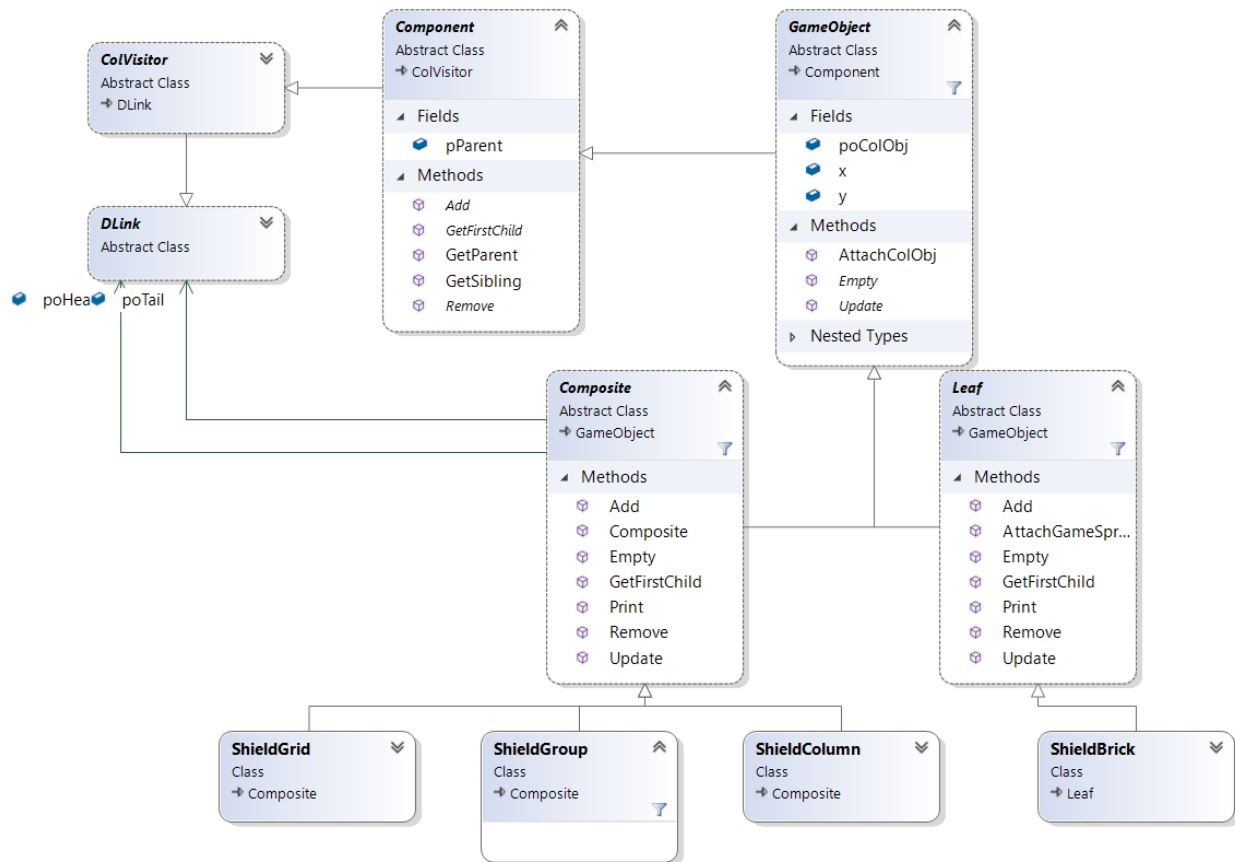 ColVisitor
Abstract Class
DLink
DLink
Abstract Class
poHea
poTail
Component
Abstract Class
ColVisitor
Fields
pParent
Methods
Add
GetFirstChild
GetParent
GetSibling
Remove
GameObject
Abstract Class
Component
Fields
poColObj
x
y
Methods
AttachColObj
Empty
Update
Nested Types
Composite
Abstract Class
GameObject
Methods
Add
Composite
Empty
GetFirstChild
Print
Remove
Update
Leaf
Abstract Class
GameObject
Methods
Add
AttachGameSpr...
Empty
GetFirstChild
Print
Remove
Update
ShieldGrid
Class
Composite
ShieldGroup
Class
Composite
ShieldColumn
Class
Composite
ShieldBrick
Class
Leaf